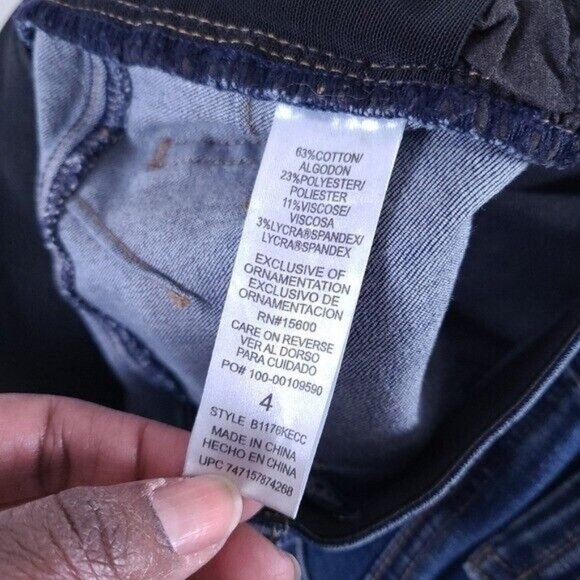 63%COTTON/
ALGODON
23%POLYESTER/
POLIESTER
11%VISCOSE/
VISCOSA
3%LYCRA®SPANDEX/
LYCRA®SPANDEX
EXCLUSIVE OF
ORNAMENTATION
EXCLUSIVO DE
ORNAMENTACION
RN#15600
CARE ON REVERSE
VER AL DORSO
PARA CUIDADO
PO# 100-00109590
4
STYLE B1176KECC
MADE IN CHINA
HECHO EN CHINA
UPC 747157874268